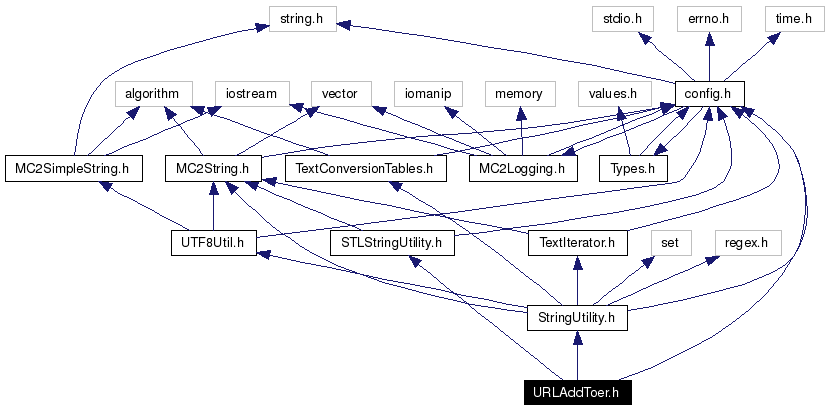 string.h
stdio.h
errno.h
time.h
algorithm
iostream
vector
iomanip
memory
values.h
config.h
MC2SimpleString.h
MC2String.h
TextConversionTables.h
MC2Logging.h
Types.h
UTF8Util.h
STLStringUtility.h
TextIterator.h
set
regex.h
StringUtility.h
URLAddToer.h